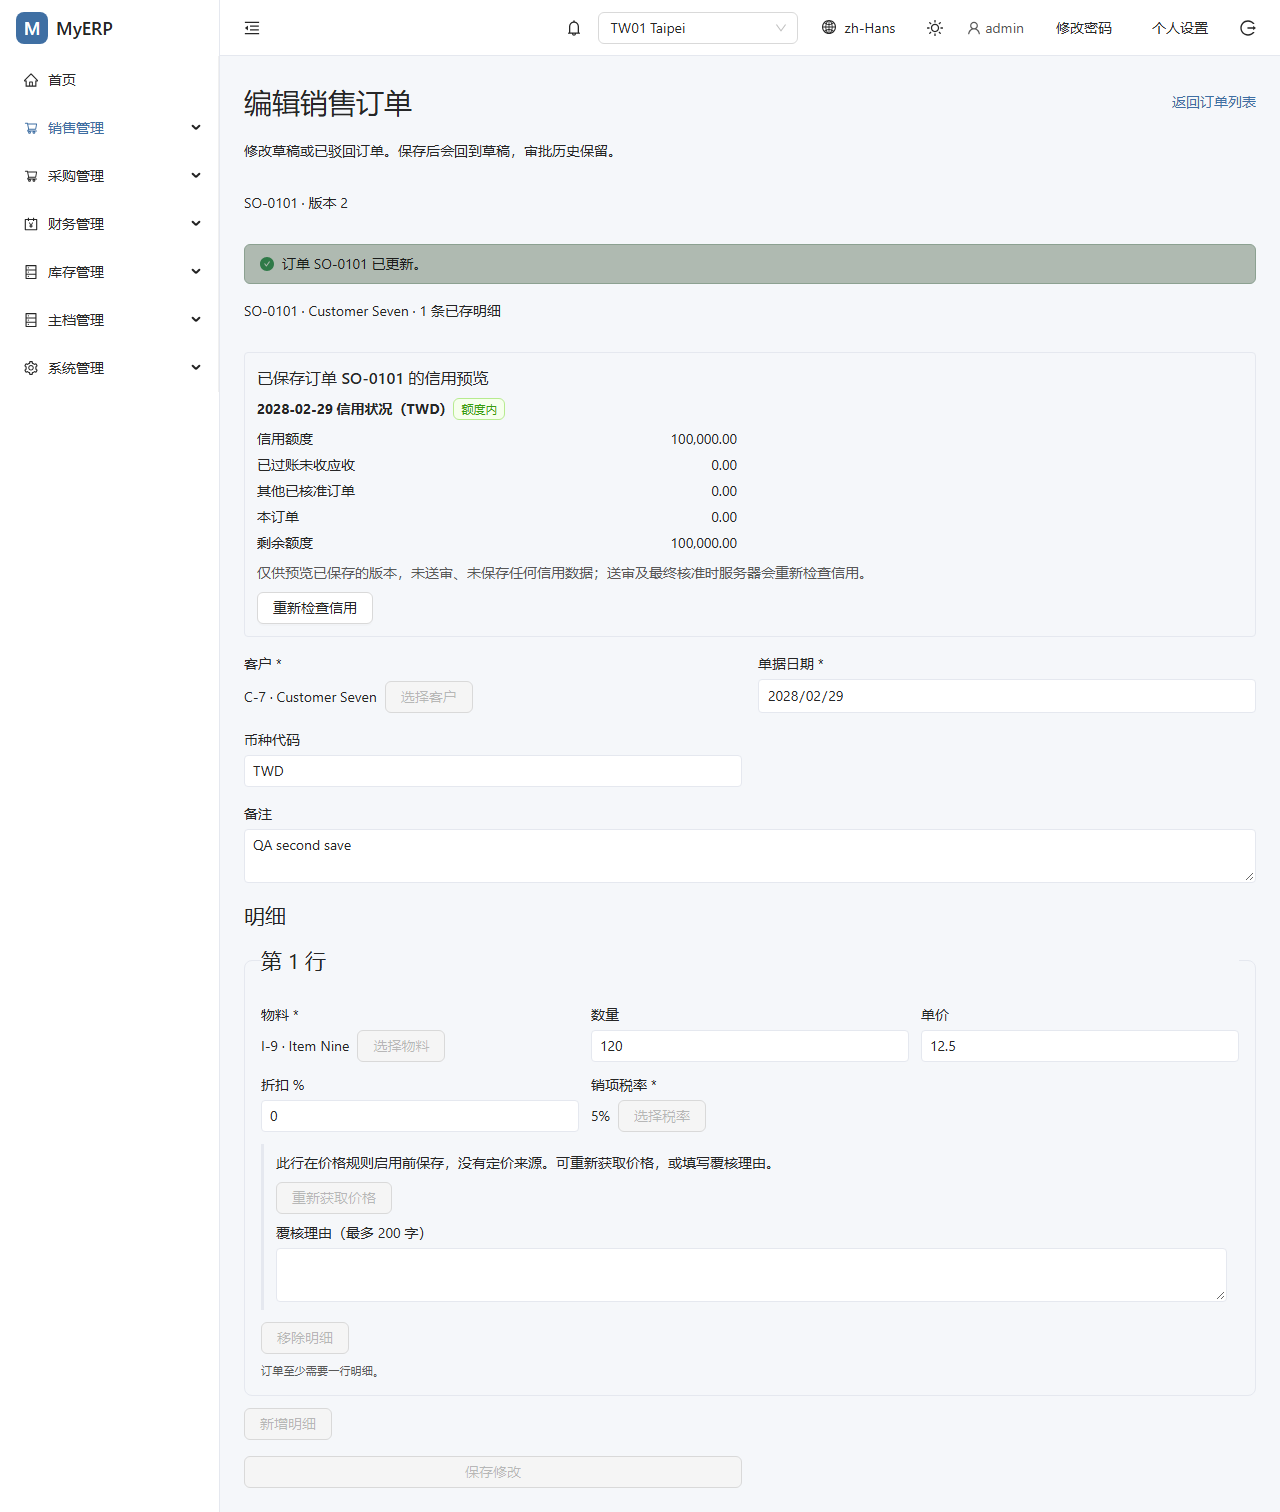 M MyERP
TW01 Taipei
zh-Hans
admin
修改密码
个人设置
首页
销售管理
采购管理
财务管理
库存管理
主档管理
系统管理
编辑销售订单
返回订单列表
修改草稿或已驳回订单。保存后会回到草稿，审批历史保留。
SO-0101 · 版本 2
订单 SO-0101 已更新。
SO-0101 · Customer Seven · 1 条已存明细
已保存订单 SO-0101 的信用预览
2028-02-29 信用状况（TWD） 额度内
信用额度 100,000.00
已过账未收应收 0.00
其他已核准订单 0.00
本订单 0.00
剩余额度 100,000.00
仅供预览已保存的版本，未送审、未保存任何信用数据；送审及最终核准时服务器会重新检查信用。
重新检查信用
客户 *
C-7 · Customer Seven 选择客户
单据日期 *
2028/02/29
币种代码
TWD
备注
QA second save
明细
第 1 行
物料 *
I-9 · Item Nine 选择物料
数量
120
单价
12.5
折扣 %
0
销项税率 *
5% 选择税率
此行在价格规则启用前保存，没有定价来源。可重新获取价格，或填写覆核理由。
重新获取价格
覆核理由（最多 200 字）
移除明细
订单至少需要一行明细。
新增明细
保存修改